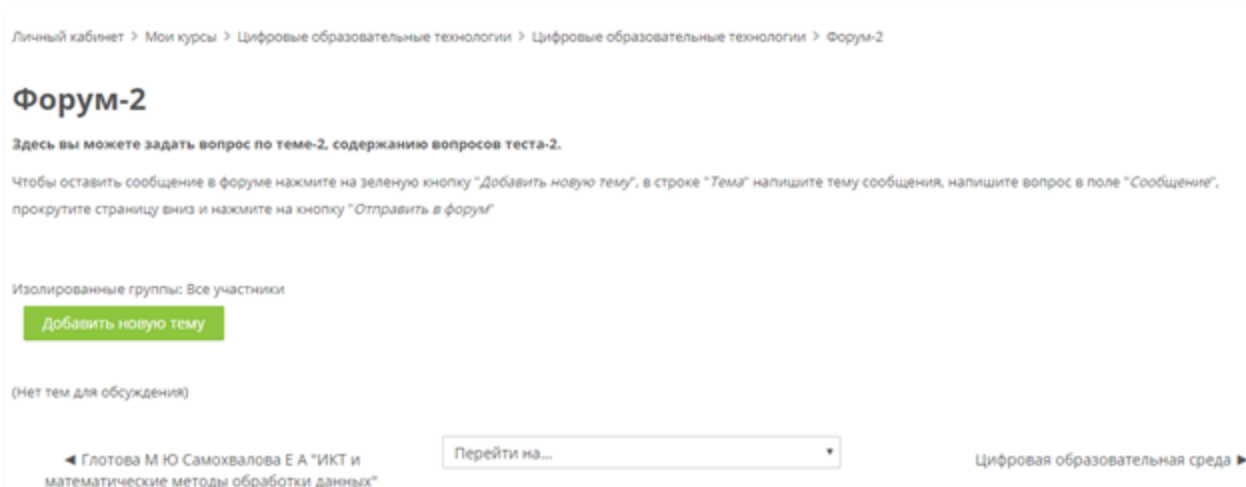 Личный кабинет > Мои курсы > Цифровые образовательные технологии > Цифровые образовательные технологии > Форум-2
Форум-2
Здесь вы можете задать вопрос по теме-2, содержанию вопросов теста-2.
Чтобы оставить сообщение в форуме нажмите на зеленую кнопку "Добавить новую тему", в строке "Тема" напишите тему сообщения, напишите вопрос в поле "Сообщение",
прокрутите страницу вниз и нажмите на кнопку "Отправить в форум"
Изолированные группы: Все участники
Добавить новую тему
(Нет тем для обсуждения)
◄ Глотова М Ю Самохвалова Е А "ИКТ и
математические методы обработки данных"
Перейти на...
Цифровая образовательная среда ►